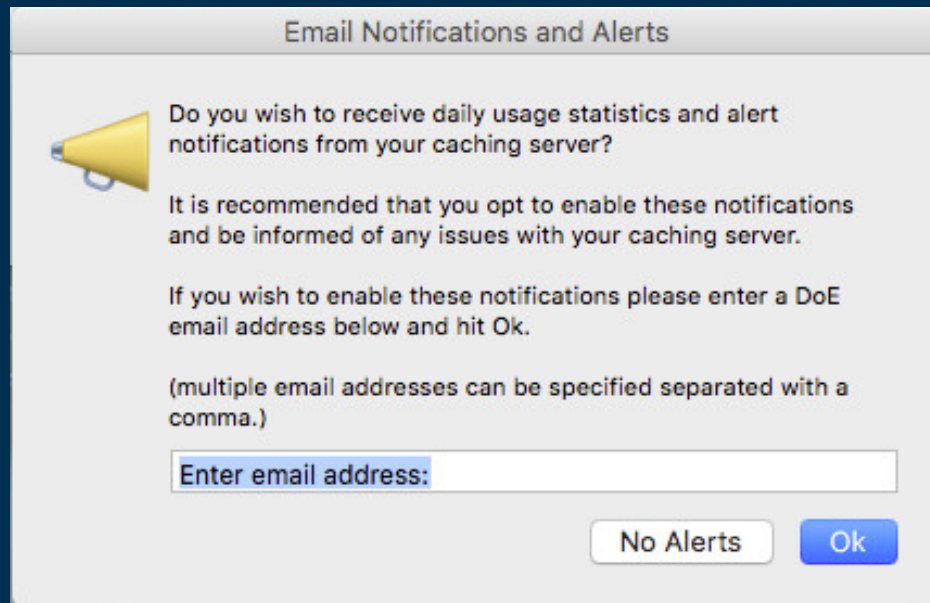 Email Notifications and Alerts
Do you wish to receive daily usage statistics and alert
notifications from your caching server?
It is recommended that you opt to enable these notifications
and be informed of any issues with your caching server.
If you wish to enable these notifications please enter a DoE
email address below and hit Ok.
(multiple email addresses can be specified separated with a
comma.)
Enter email address:
No Alerts Ok